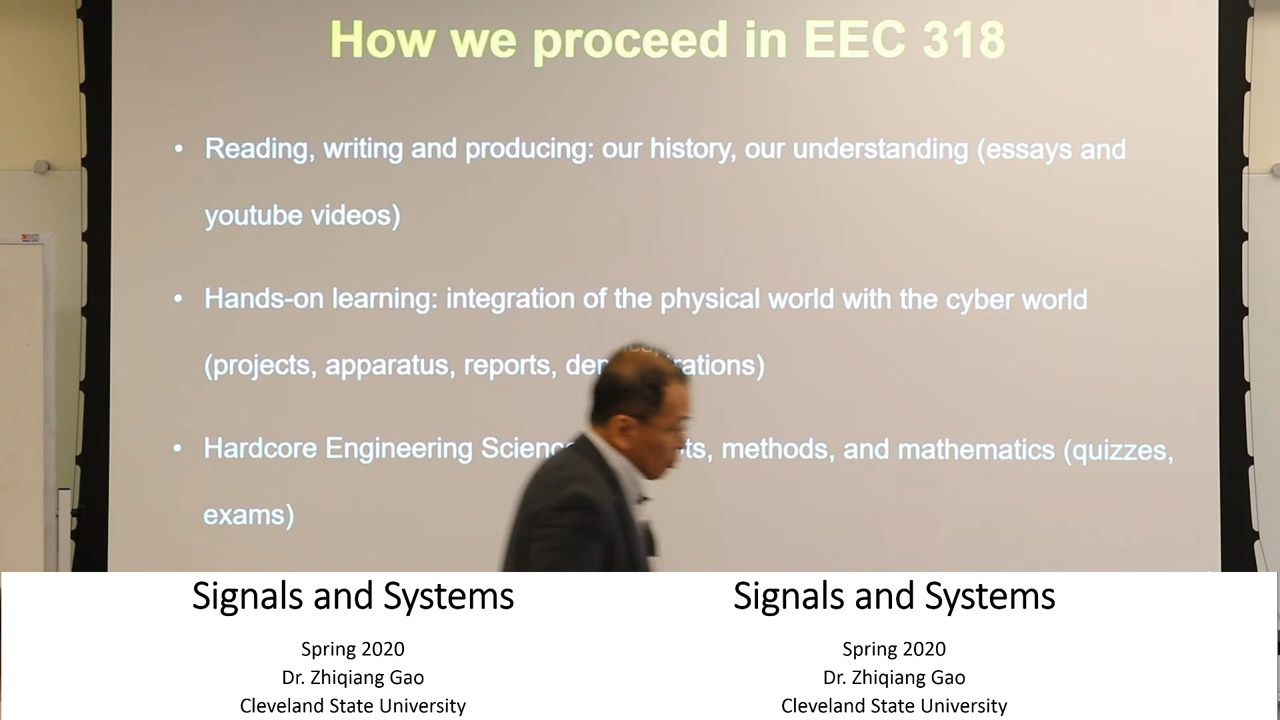 How we proceed in EEC 318
• Reading, writing and producing: our history, our understanding (essays and
youtube videos)
• Hands-on learning: integration of the physical world with the cyber world
(projects, apparatus, reports,
• Hardcore Engineering methods, and mathematics (quizzes,
exams)
Signals and Systems
Spring 2020
Dr. Zhiqiang Gao
Cleveland State University
Signals and Systems
Spring 2020
Dr. Zhiqiang Gao
Cleveland State University